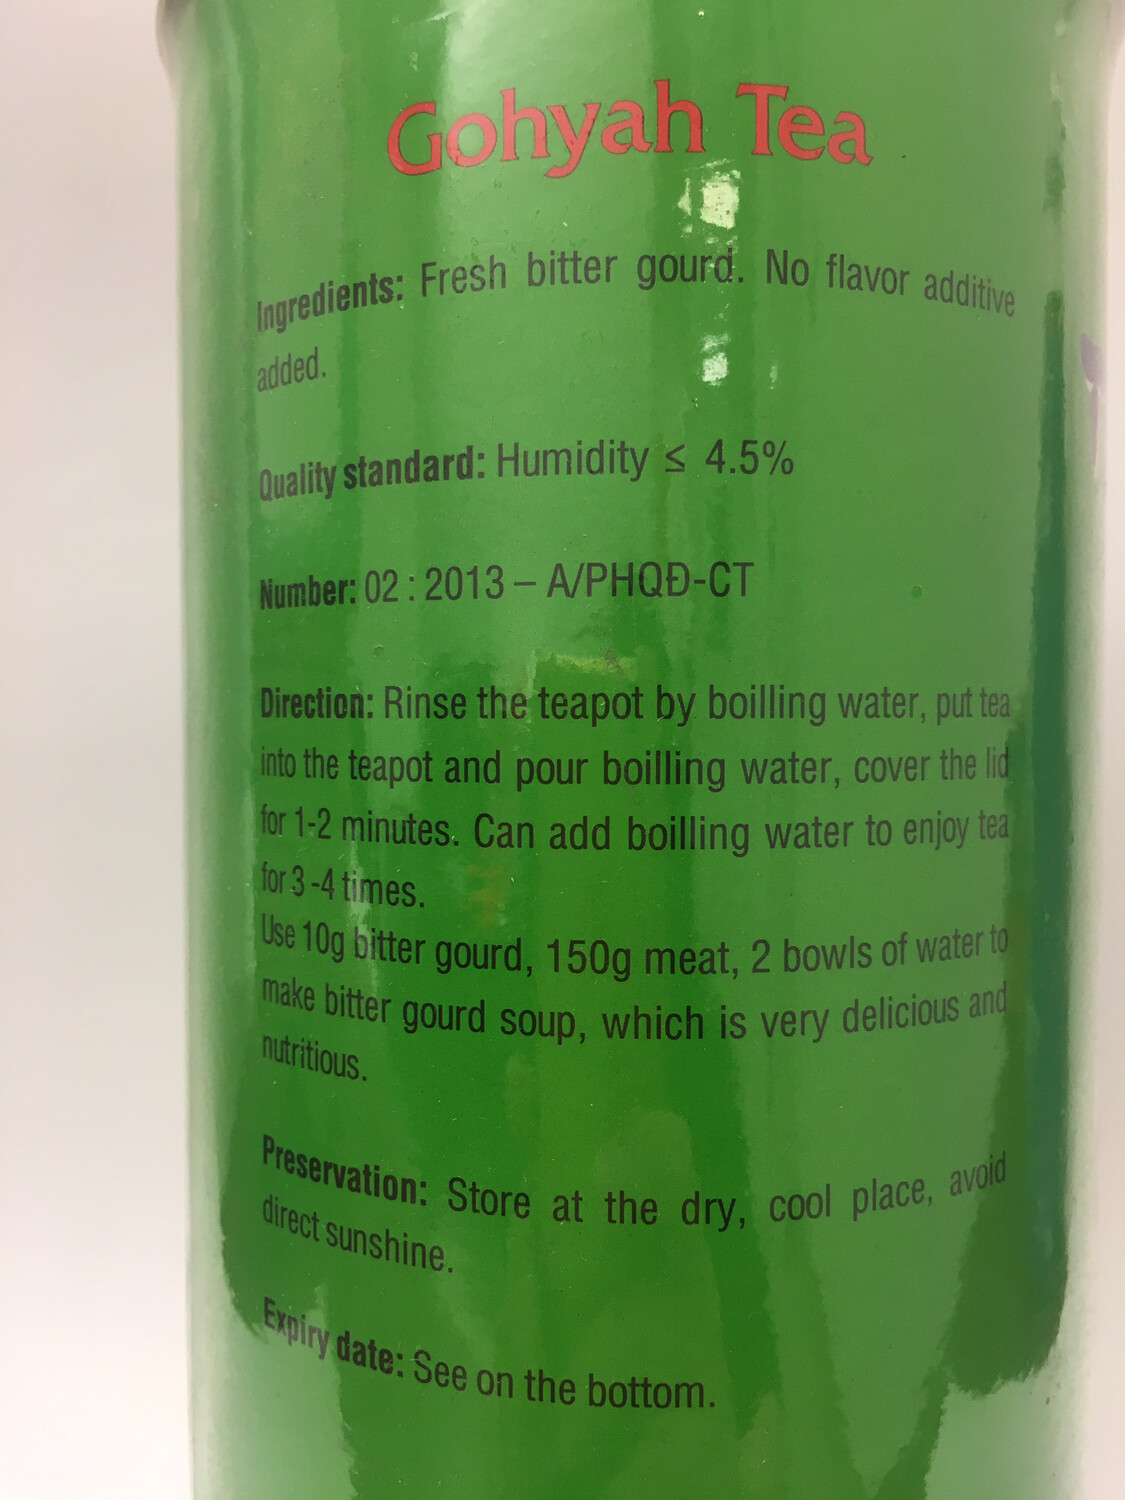 Gohyah Tea
Ingredients: Fresh bitter gourd. No flavor additive
added.
Quality standard: Humidity ≤ 4.5%
Number: 02 : 2013 – A/PHQĐ-CT
Direction: Rinse the teapot by boilling water, put tea
into the teapot and pour boilling water, cover the lid
for 1-2 minutes. Can add boilling water to enjoy tea
for 3 -4 times.
Use 10g bitter gourd, 150g meat, 2 bowls of water to
make bitter gourd soup, which is very delicious and
nutritious.
Preservation: Store at the dry, cool place, avoid
direct sunshine.
Expiry date: See on the bottom.